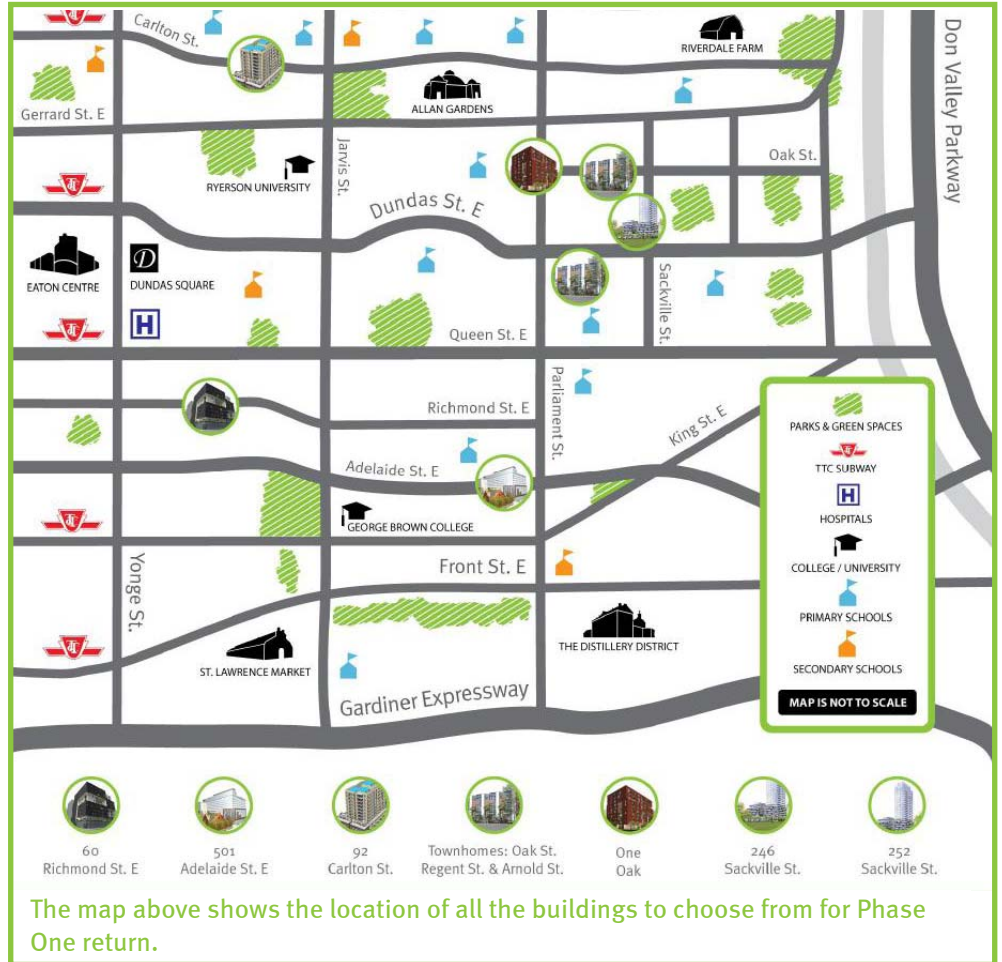 Carlton St.
RIVERDALE FARM
Don Valley Parkway
ALLAN GARDENS
Gerrard St. E
Jarvis St.
Oak St.
RYERSON UNIVERSITY
Dundas St. E
EATON CENTRE
D
DUNDAS SQUARE
Sackville St.
H
Queen St. E
Parliament St.
Richmond St. E
King St. E
Adelaide St. E
GEORGE BROWN COLLEGE
Yonge St.
Front St. E
ST. LAWRENCE MARKET
THE DISTILLERY DISTRICT
Gardiner Expressway
PARKS & GREEN SPACES
TTC SUBWAY
H
HOSPITALS
COLLEGE / UNIVERSITY
PRIMARY SCHOOLS
SECONDARY SCHOOLS
MAP IS NOT TO SCALE
60
Richmond St. E
501
Adelaide St. E
92
Carlton St.
Townhomes: Oak St.
Regent St. & Arnold St.
One
Oak
246
Sackville St.
252
Sackville St.
The map above shows the location of all the buildings to choose from for Phase
One return.